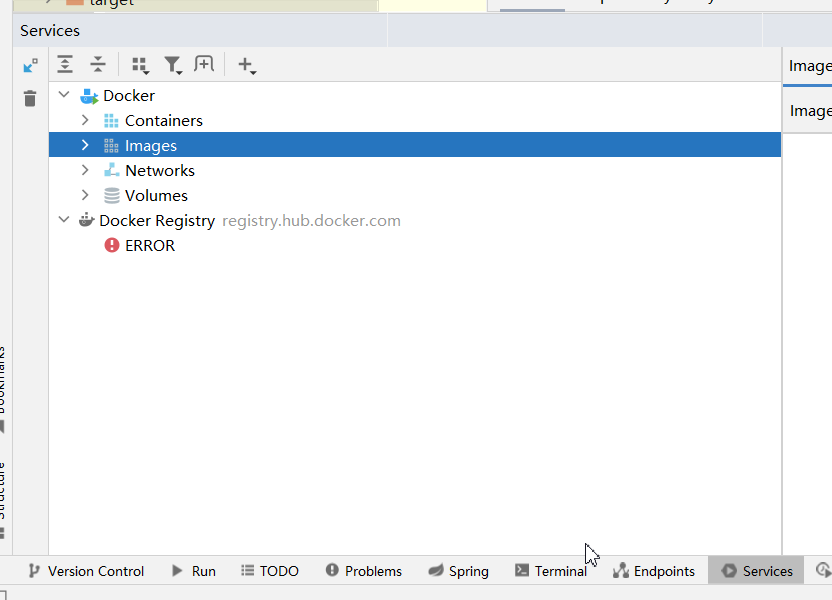 target
Services
Image
Docker
Containers
Image
Images
Networks
Volumes
Docker Registry registry.hub.docker.com
ERROR
Bookmarks
Structure
Version Control Run TODO Problems Spring Terminal Endpoints Services